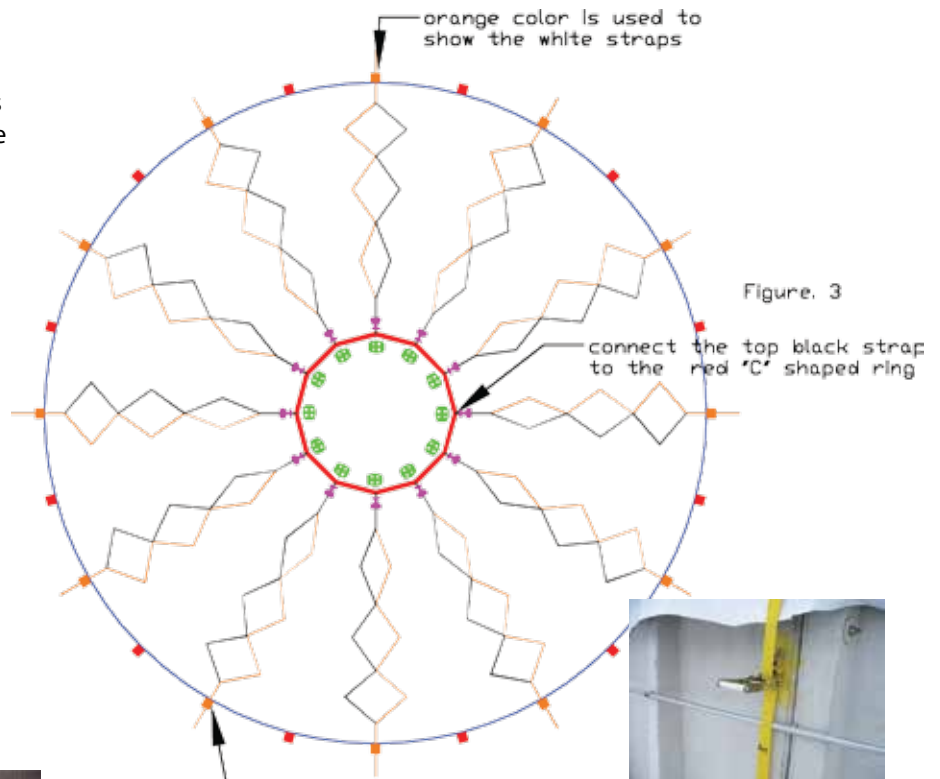 orange color is used to
show the white straps
s
e
Figure. 3
connect the top black strap
to the red "C" shaped ring